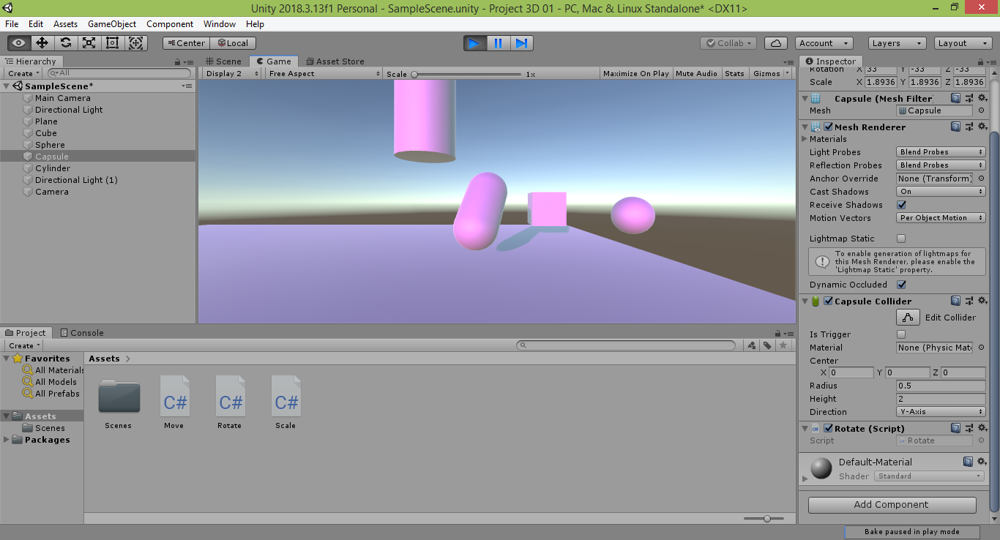 Unity 2018.3.13f1 Personal - SampleScene.unity - Project 3D 01 - PC, Mac & Linux Standalone* <DX11>
File Edit Assets GameObject Component Window Help
Center Local Collab Account Layers Layout
Hierarchy
Create All
SampleScene*
Main Camera
Directional Light
Plane
Cube
Sphere
Capsule
Cylinder
Directional Light (1)
Camera
Scene Game Asset Store
Display 2 Free Aspect Scale 1x Maximize On Play Mute Audio Stats Gizmos
Inspector
Rotation X 33 Y -33 Z -33
Scale X 1.8936 Y 1.8936 Z 1.8936
Capsule (Mesh Filter)
Mesh Capsule
Mesh Renderer
Materials
Light Probes Blend Probes
Reflection Probes Blend Probes
Anchor Override None (Transform)
Cast Shadows On
Receive Shadows
Motion Vectors Per Object Motion
Lightmap Static
To enable generation of lightmaps for
this Mesh Renderer, please enable the
'Lightmap Static' property.
Dynamic Occluded
Capsule Collider
Edit Collider
Is Trigger
Material None (Physic Mate
Center
X 0 Y 0 Z 0
Radius 0.5
Height 2
Direction Y-Axis
Rotate (Script)
Script Rotate
Default-Material
Shader Standard
Add Component
Project Console
Create
Favorites
All Materials
All Models
All Prefabs
Assets
Scenes
Packages
Assets
C# C# C#
Scenes Move Rotate Scale
Bake paused in play mode